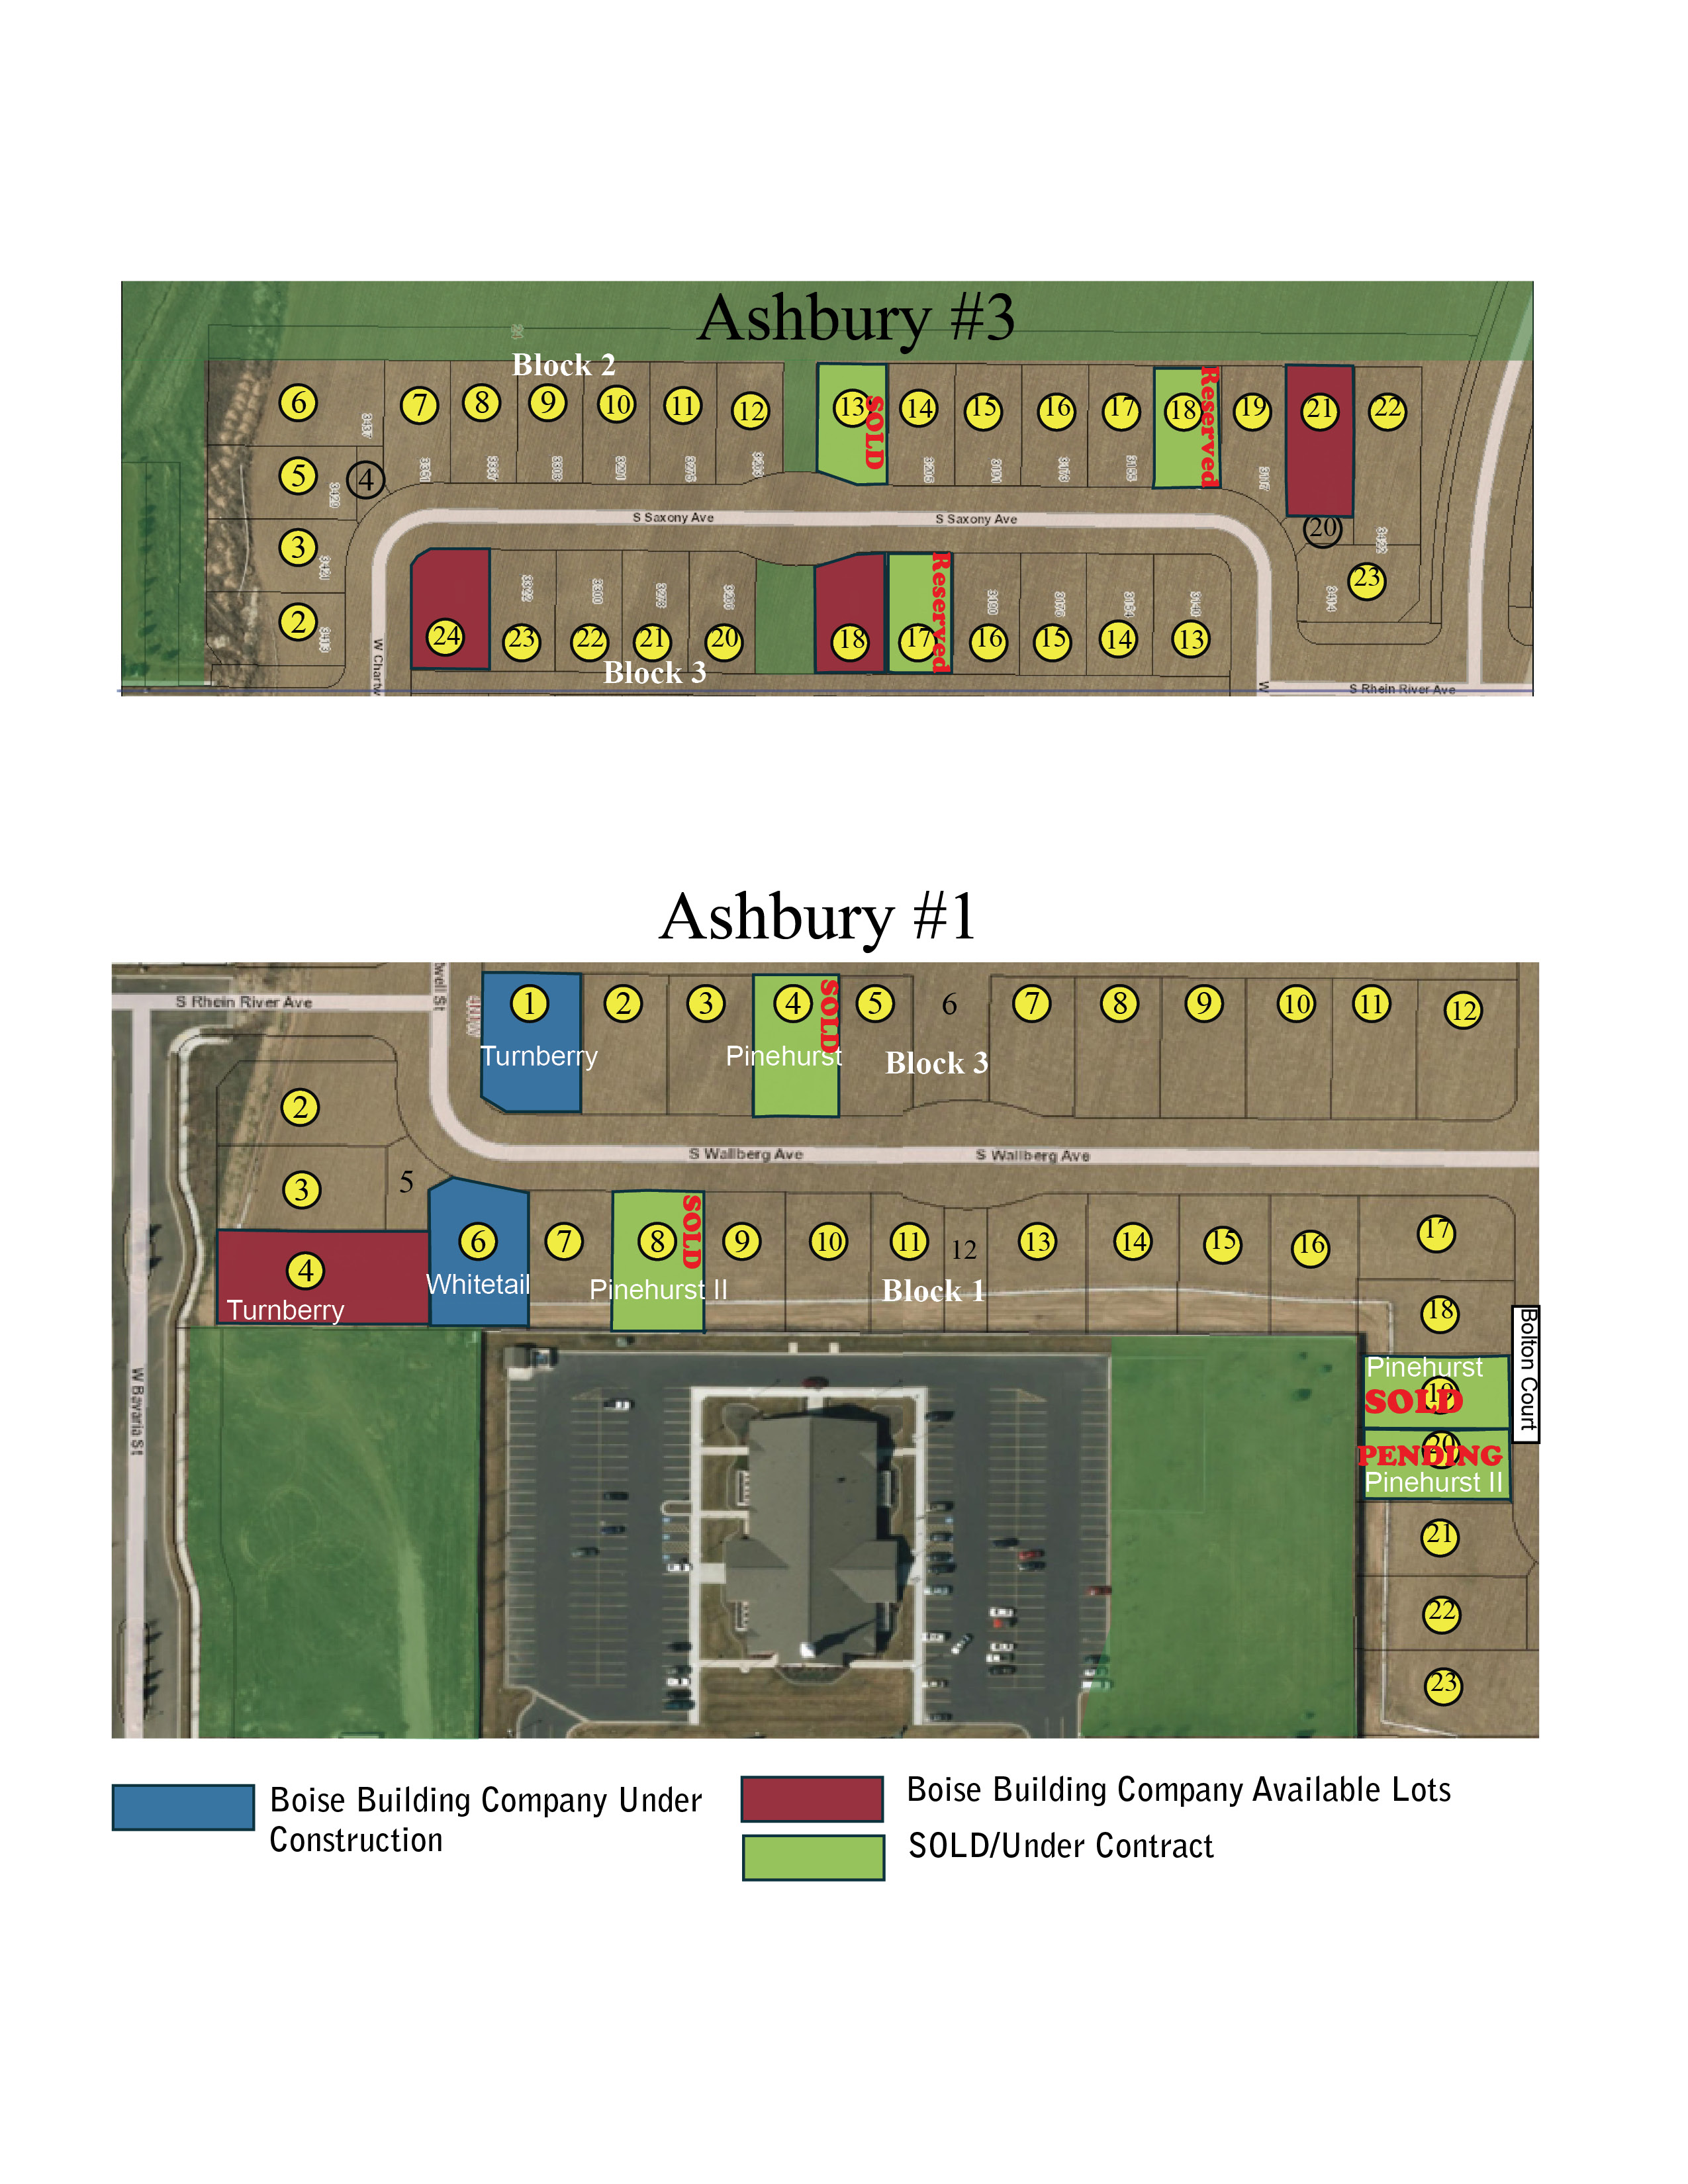 Ashbury #3
Block 2
6
7
8
9
10
11
12
13
SOLD
14
15
16
17
18
Reserved
19
21
22
5
4
3
2
20
23
S Saxony Ave
S Saxony Ave
W Chartw
24
23
22
21
20
18
17
Reserved
16
15
14
13
Block 3
W
S Rhein River Ave
Ashbury #1
S Rhein River Ave
well St
1
2
3
4
SOLD
5
6
7
8
9
10
11
12
Turnberry
Pinehurst
Block 3
2
3
5
S Wallberg Ave
S Wallberg Ave
4
Turnberry
6
Whitetail
7
8
SOLD
Pinehurst II
9
10
11
12
13
14
15
16
17
Block 1
18
Bolton Court
Pinehurst
19
SOLD
20
PENDING
Pinehurst II
21
22
23
W Bavaria St
Boise Building Company Under
Construction
Boise Building Company Available Lots
SOLD/Under Contract